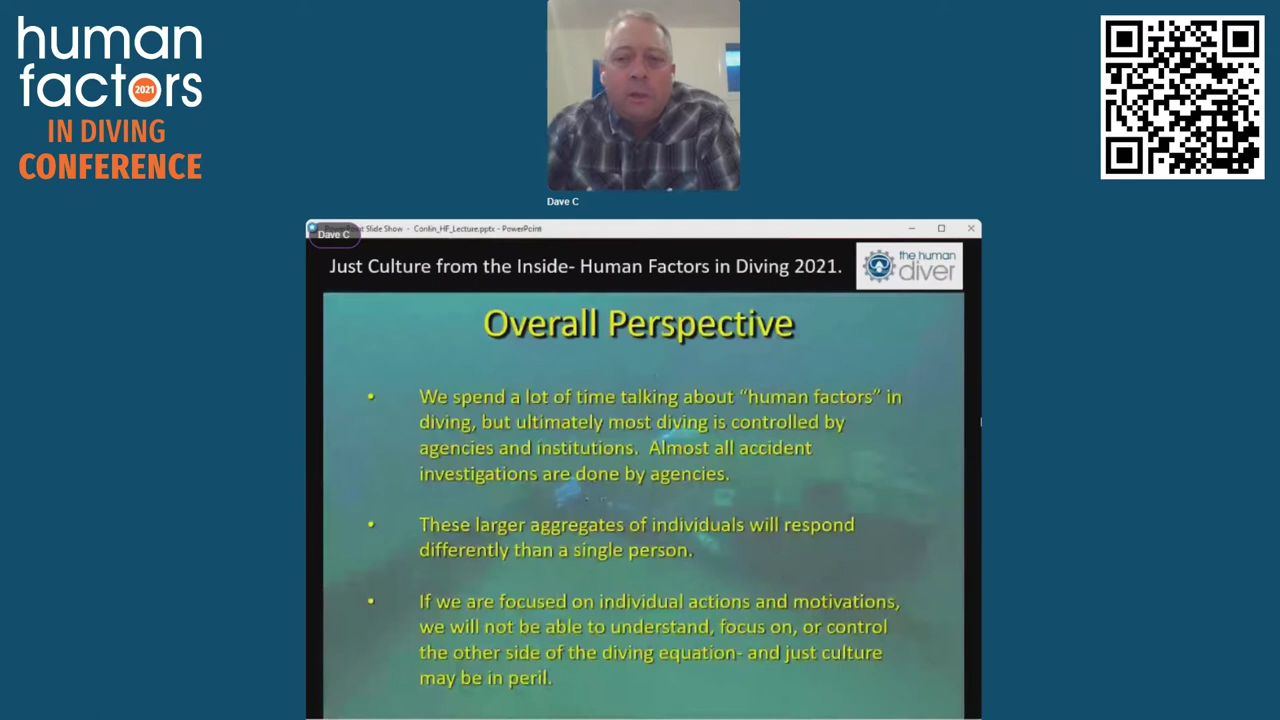 human
factors
2021
IN DIVING
CONFERENCE
Dave C
PowerPoint Slide Show - Conlin_HF_Lecture.pptx - PowerPoint
Dave C
Just Culture from the Inside- Human Factors in Diving 2021.
the human
diver
Overall Perspective
• We spend a lot of time talking about “human factors” in
diving, but ultimately most diving is controlled by
agencies and institutions. Almost all accident
investigations are done by agencies.
• These larger aggregates of individuals will respond
differently than a single person.
• If we are focused on individual actions and motivations,
we will not be able to understand, focus on, or control
the other side of the diving equation- and just culture
may be in peril.